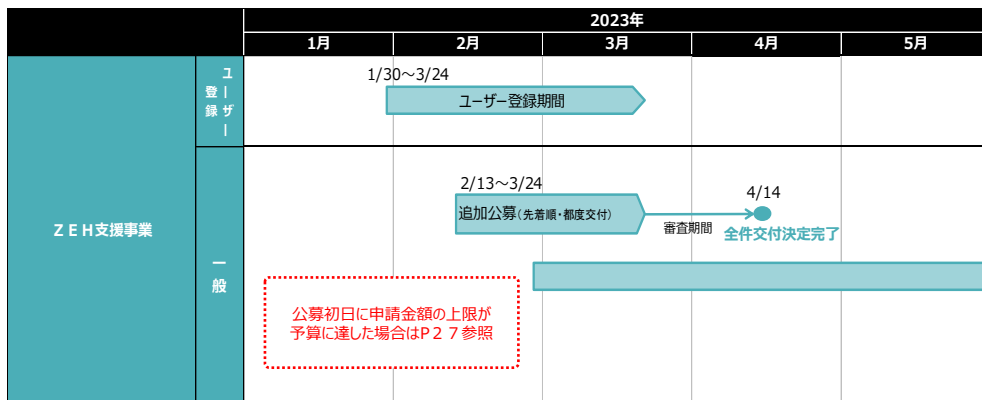 2023年
1月
2月
3月
4月
5月
ZEH支援事業
ユーザー
登録
1/30～3/24
ユーザー登録期間
一般
2/13～3/24
追加公募(先着順・都度交付)
審査期間
4/14
全件交付決定完了
公募初日に申請金額の上限が
予算に達した場合はP27参照